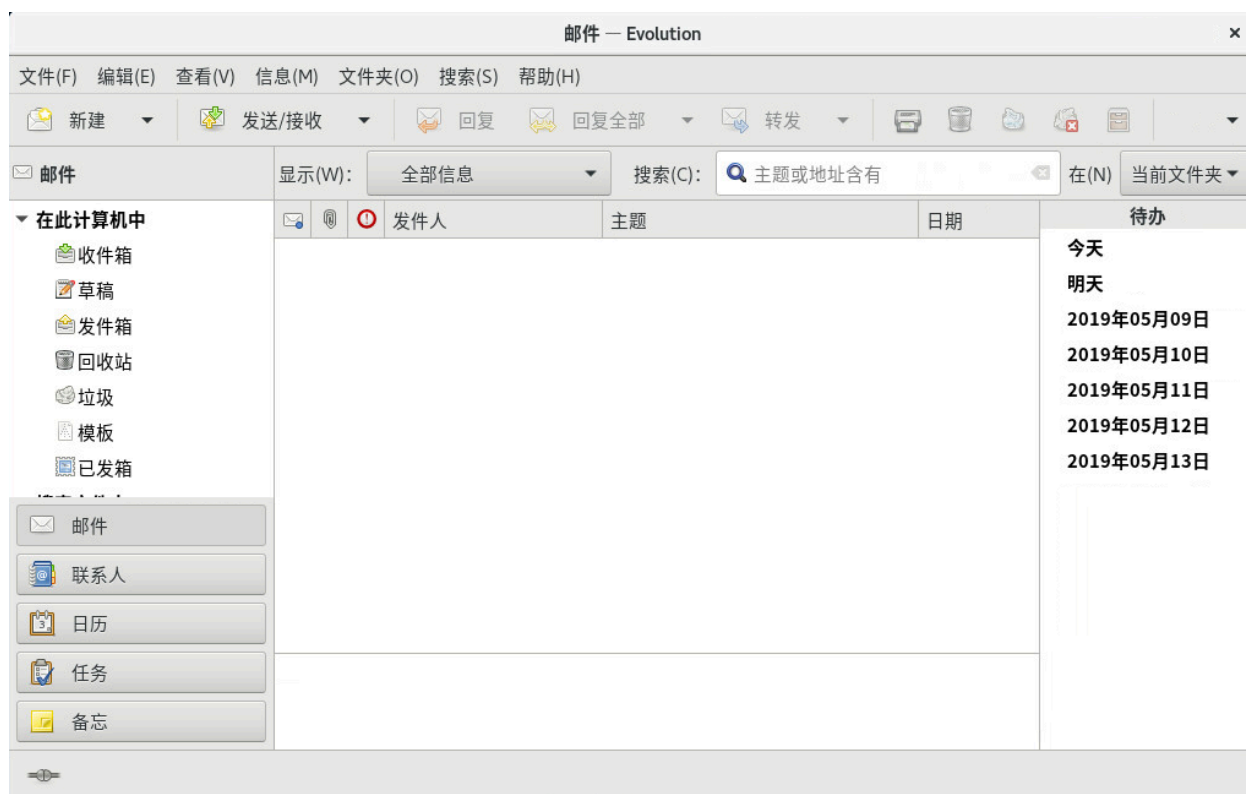 邮件 — Evolution
文件(F) 编辑(E) 查看(V) 信息(M) 文件夹(O) 搜索(S) 帮助(H)
新建 发送/接收 回复 回复全部 转发
邮件 显示(W): 全部信息 搜索(C): 主题或地址含有 在(N) 当前文件夹
在此计算机中
收件箱
草稿
发件箱
回收站
垃圾
模板
已发箱
邮件
联系人
日历
任务
备忘
发件人 主题 日期
待办
今天
明天
2019年05月09日
2019年05月10日
2019年05月11日
2019年05月12日
2019年05月13日